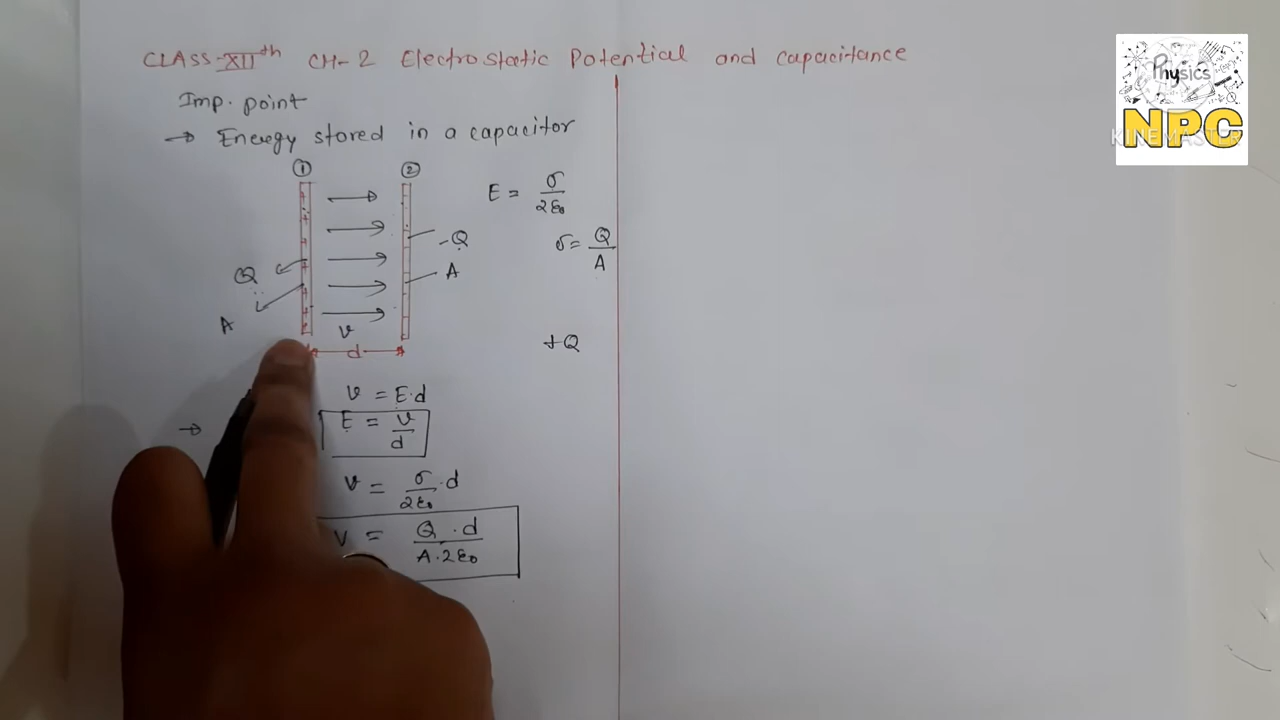 CLASS-XIIth CH-2 Electrostatic Potential and capacitance
Imp. point
→ Energy stored in a capacitor
① ②
E = σ/2ε₀
-Q
σ = Q/A
Q
A
A
+Q
V
d
V = E.d
→ E = V/d
V = σ/2ε₀ . d
V = Q . d / A . 2ε₀
Physics
NPC
KINEMASTER